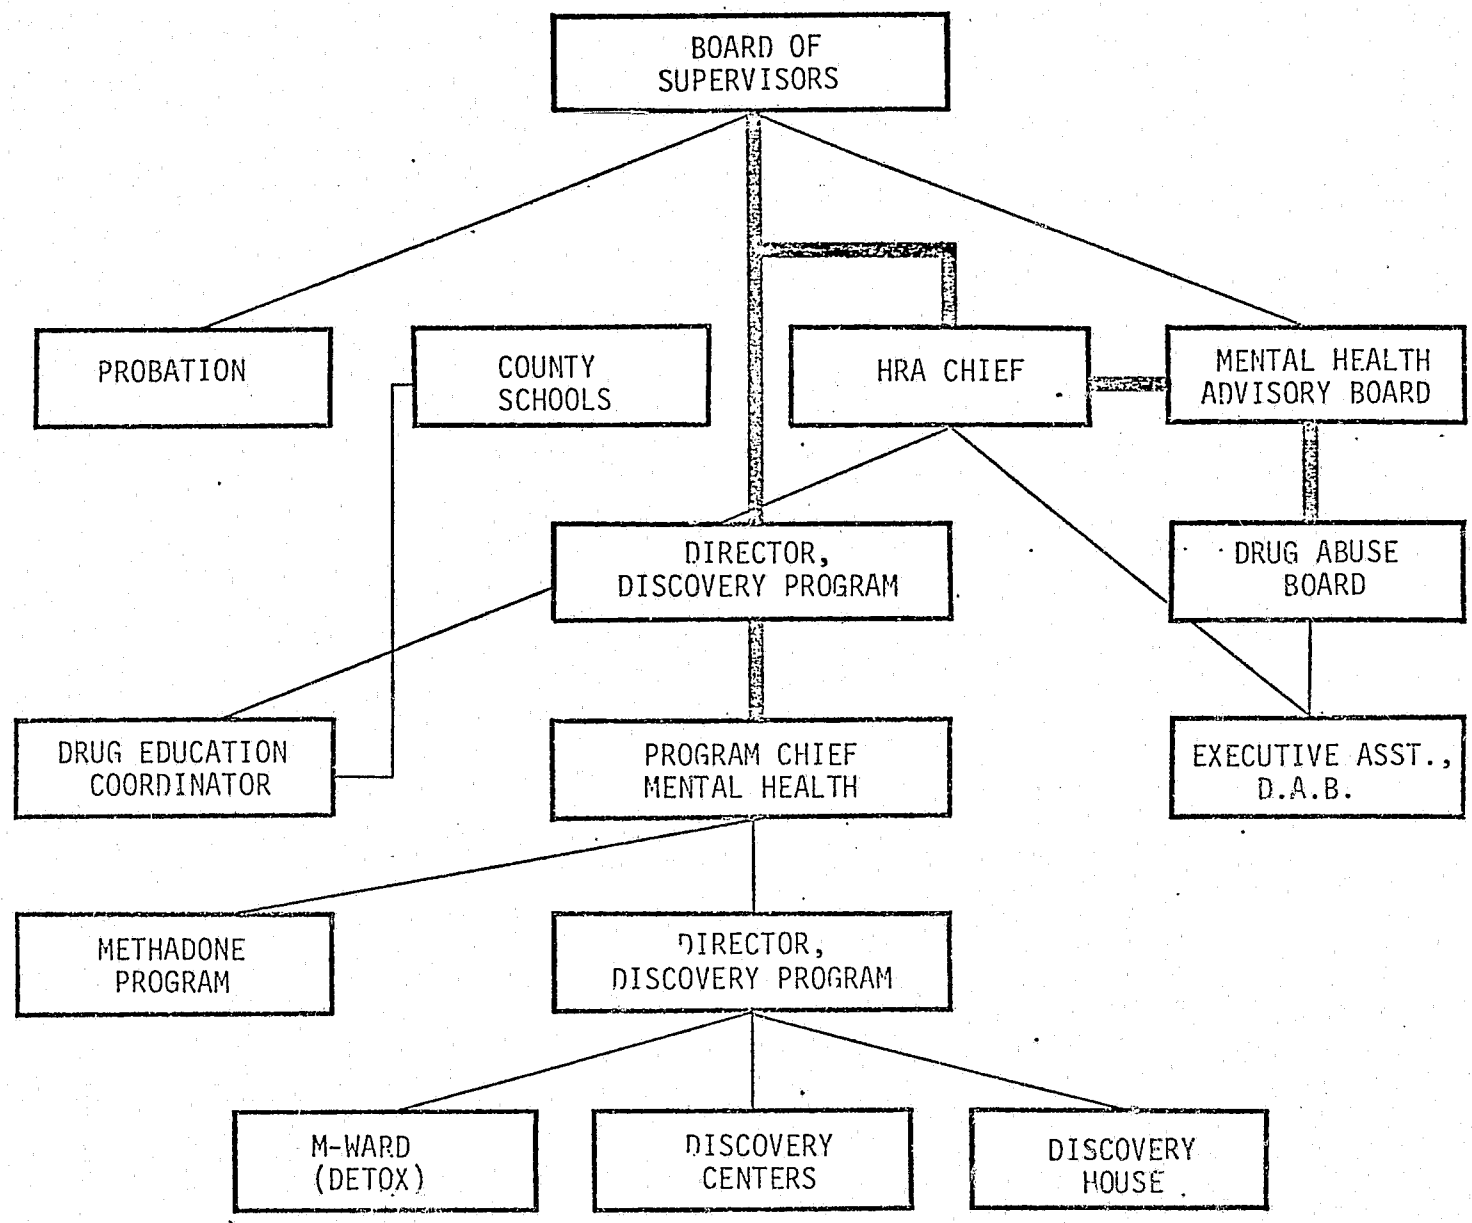 BOARD OF
SUPERVISORS
PROBATION
COUNTY
SCHOOLS
HRA CHIEF
MENTAL HEALTH
ADVISORY BOARD
DIRECTOR,
DISCOVERY PROGRAM
DRUG ABUSE
BOARD
DRUG EDUCATION
COORDINATOR
PROGRAM CHIEF
MENTAL HEALTH
EXECUTIVE ASST.,
D.A.B.
METHADONE
PROGRAM
DIRECTOR,
DISCOVERY PROGRAM
M-WARD
(DETOX)
DISCOVERY
CENTERS
DISCOVERY
HOUSE